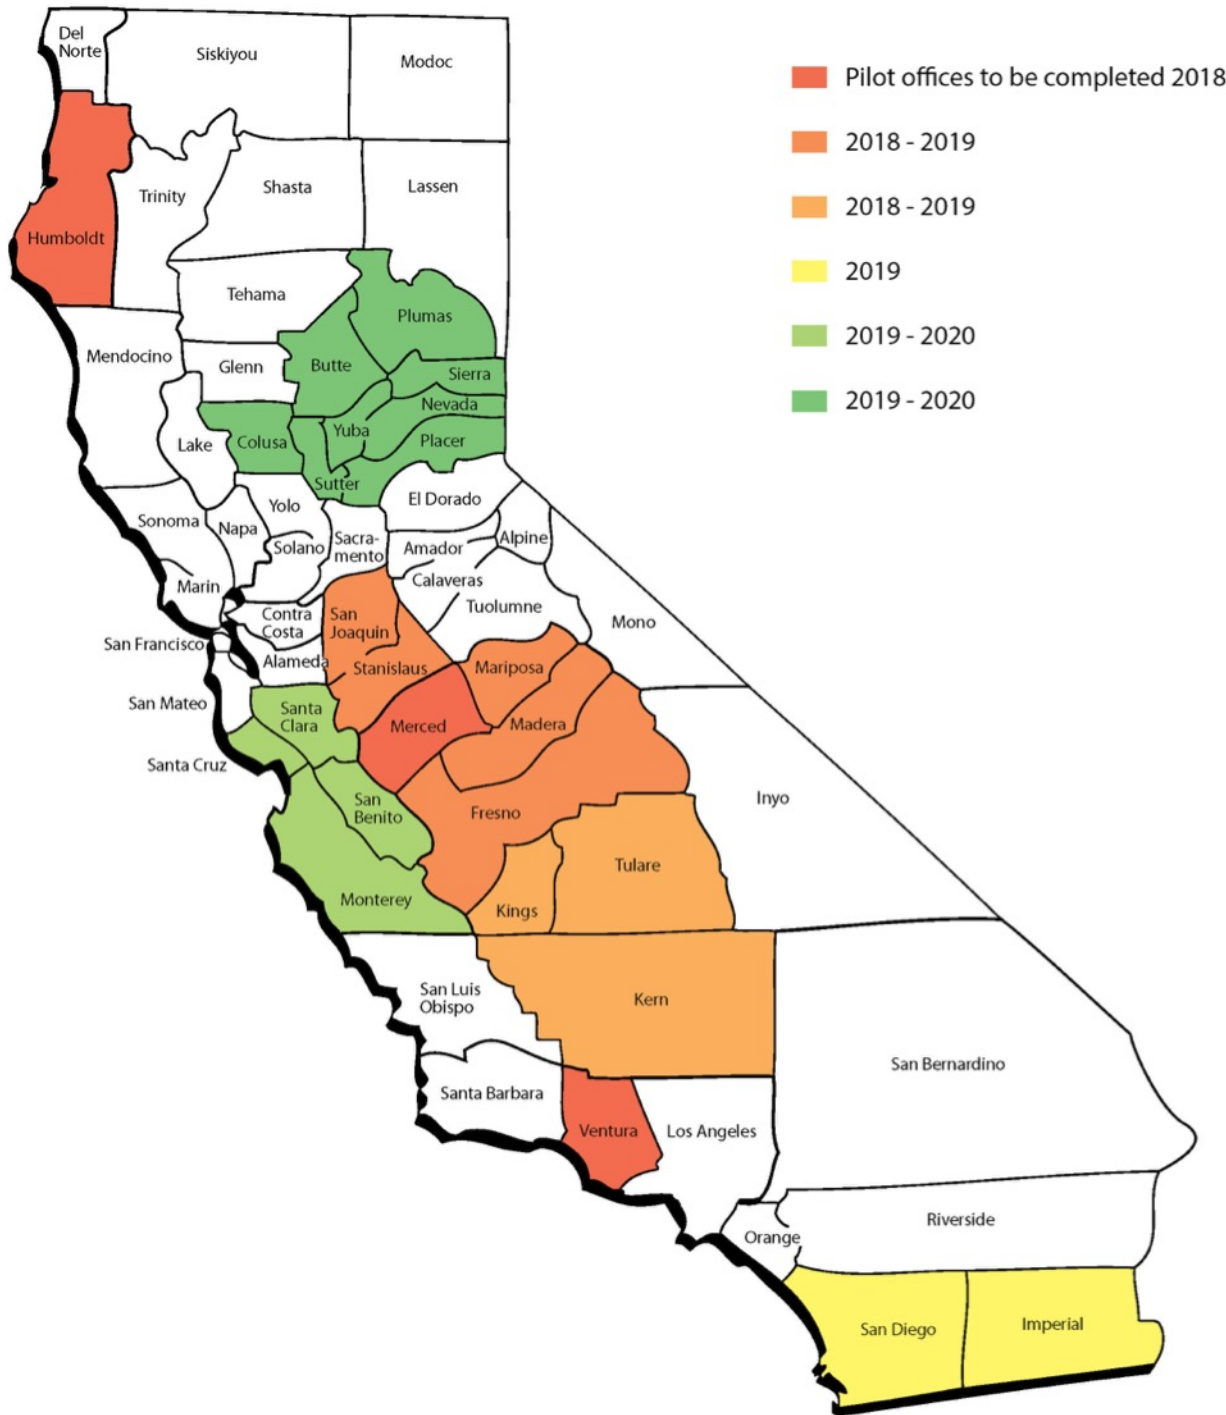 Del
Norte
Siskiyou
Modoc
Pilot offices to be completed 2018
2018 - 2019
2018 - 2019
2019
2019 - 2020
2019 - 2020
Humboldt
Trinity
Shasta
Lassen
Tehama
Plumas
Mendocino
Glenn
Butte
Sierra
Nevada
Lake
Colusa
Yuba
Placer
Sutter
El Dorado
Sonoma
Napa
Yolo
Solano
Sacra-
mento
Amador
Alpine
Marin
Calaveras
Contra
Costa
San
Joaquin
Tuolumne
Mono
San Francisco
Alameda
Stanislaus
Mariposa
San Mateo
Santa
Clara
Merced
Madera
Santa Cruz
San
Benito
Fresno
Inyo
Tulare
Monterey
Kings
San Luis
Obispo
Kern
San Bernardino
Santa Barbara
Ventura
Los Angeles
Orange
Riverside
San Diego
Imperial